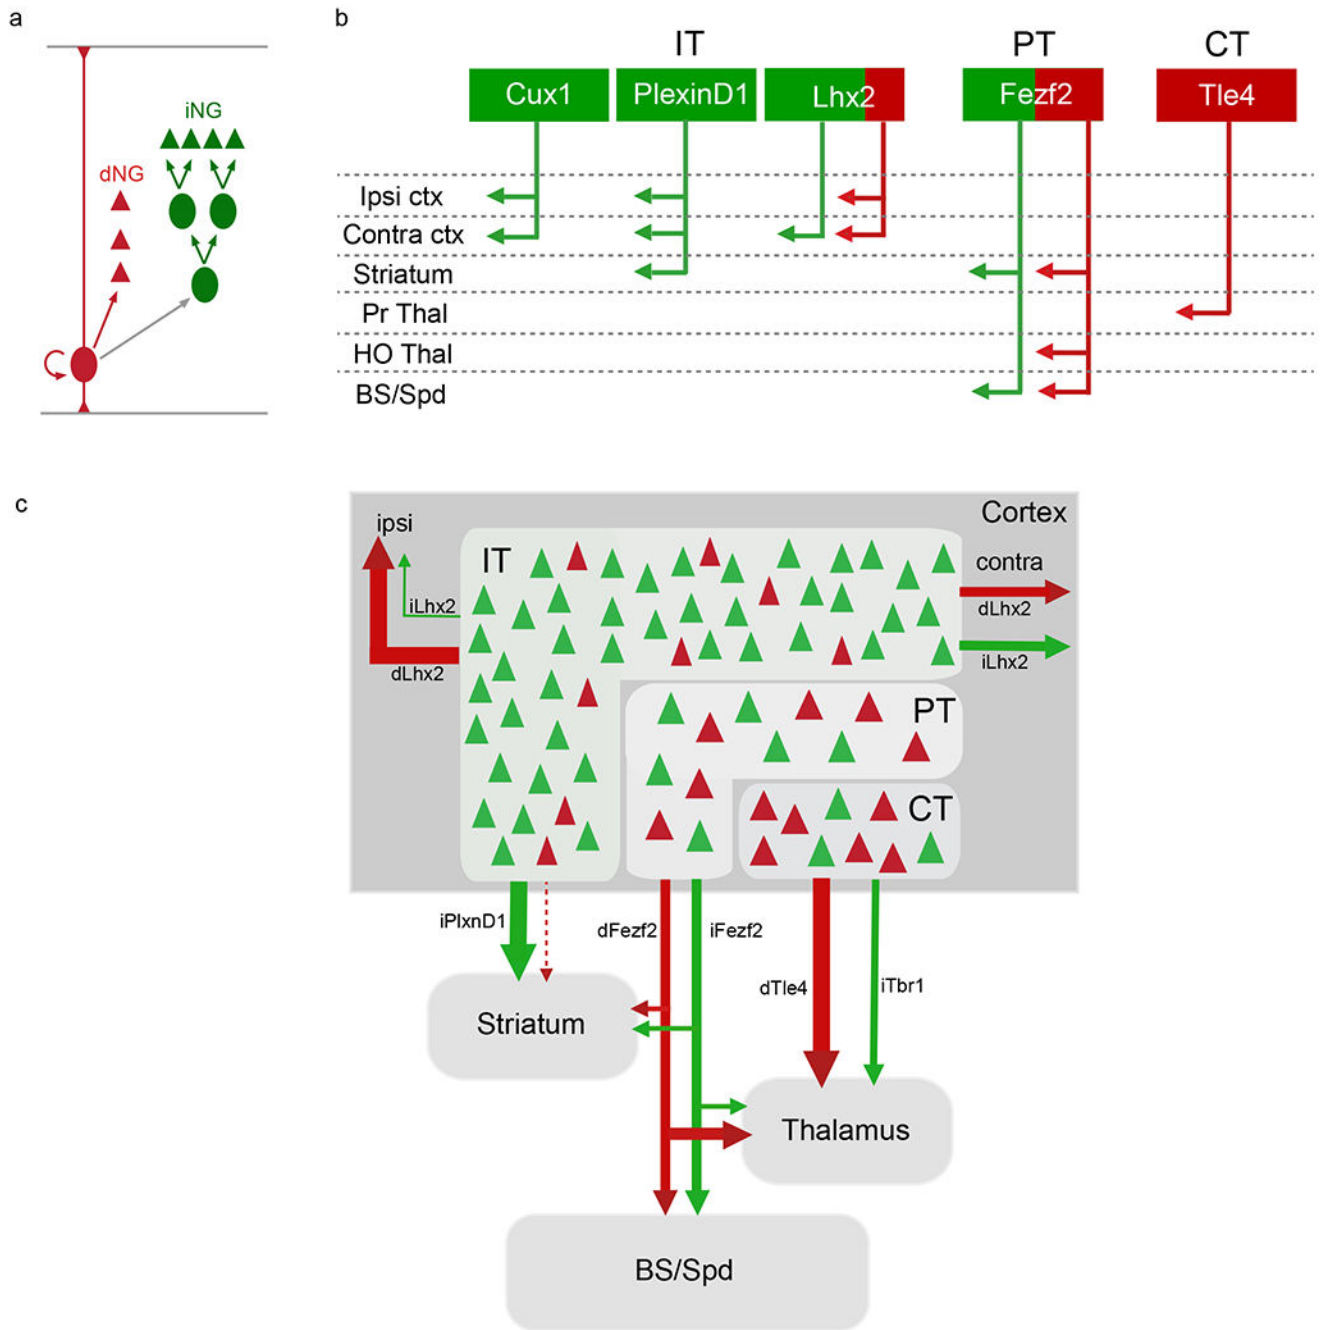 a
iNG
dNG
b
IT
PT
CT
Cux1
PlexinD1
Lhx2
Fezf2
Tle4
Ipsi ctx
Contra ctx
Striatum
Pr Thal
HO Thal
BS/Spd
c
Cortex
ipsi
IT
contra
iLhx2
dLhx2
dLhx2
iLhx2
PT
CT
iPlxnD1
dFezf2
iFezf2
dTle4
iTbr1
Striatum
Thalamus
BS/Spd